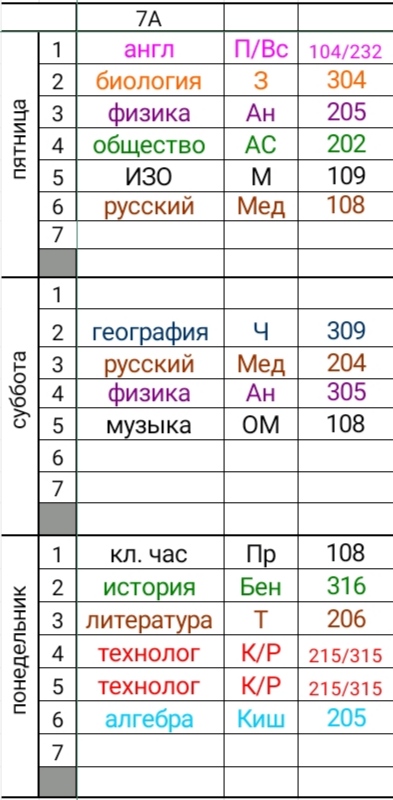 7А
пятница
1 англ П/Вс 104/232
2 биология З 304
3 физика Ан 205
4 общество АС 202
5 ИЗО М 109
6 русский Мед 108
7
суббота
1
2 география Ч 309
3 русский Мед 204
4 физика Ан 305
5 музыка ОМ 108
6
7
понедельник
1 кл. час Пр 108
2 история Бен 316
3 литература Т 206
4 технолог К/Р 215/315
5 технолог К/Р 215/315
6 алгебра Киш 205
7